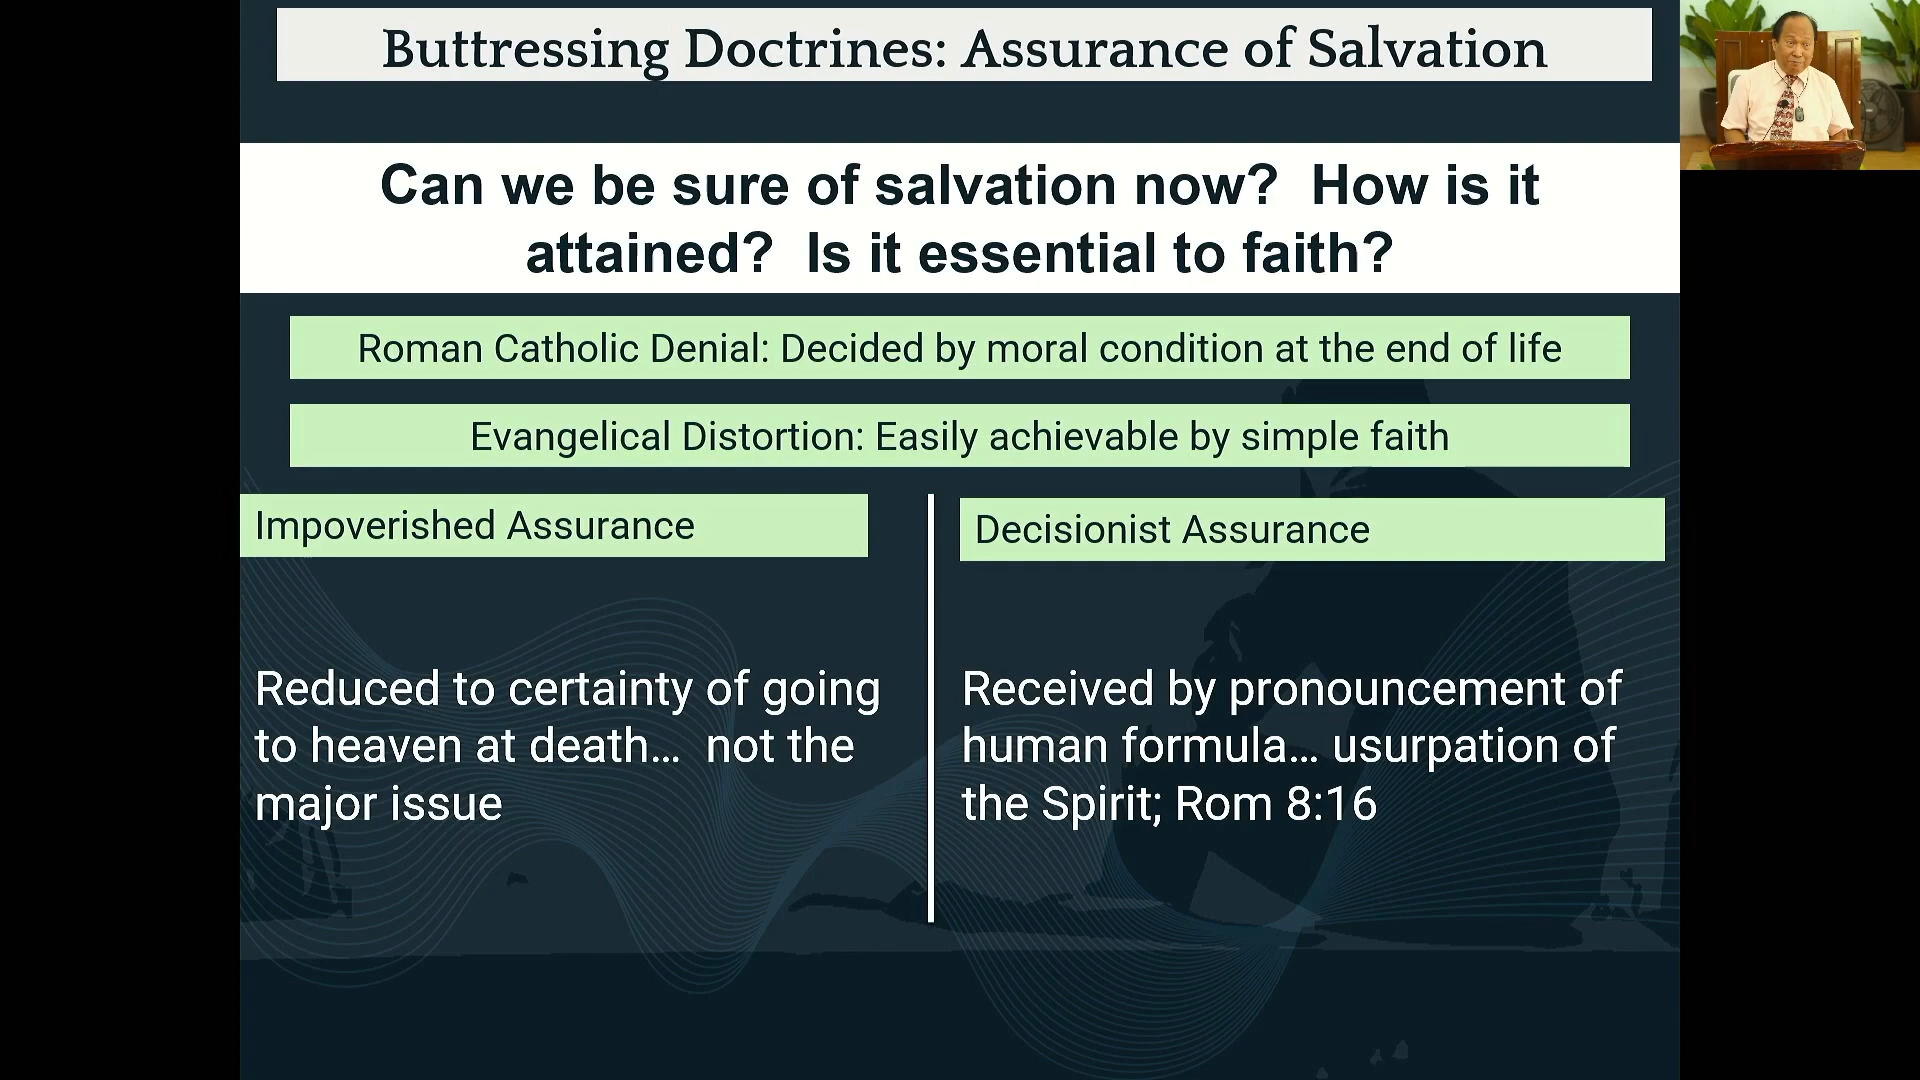 Buttressing Doctrines: Assurance of Salvation
Can we be sure of salvation now?  How is it
attained?  Is it essential to faith?
Roman Catholic Denial: Decided by moral condition at the end of life
Evangelical Distortion: Easily achievable by simple faith
Impoverished Assurance
Reduced to certainty of going
to heaven at death...  not the
major issue
Decisionist Assurance
Received by pronouncement of
human formula... usurpation of
the Spirit; Rom 8:16